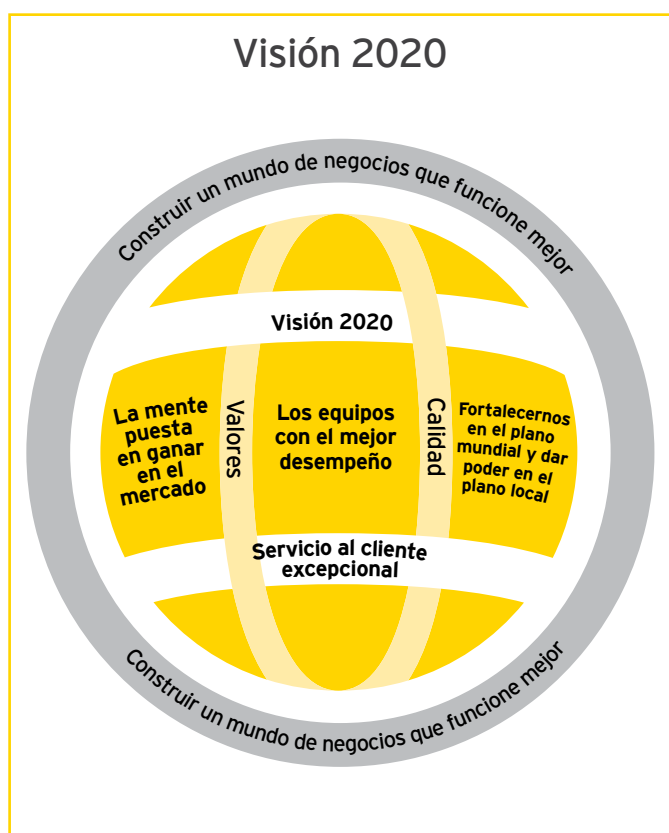 Visión 2020
Construir un mundo de negocios que funcione mejor
Visión 2020
La mente
puesta
en ganar
en el
mercado
Valores
Los equipos
con el mejor
desempeño
Calidad
Fortalecernos
en el plano
mundial y dar
poder en el
plano local
Servicio al cliente
excepcional
Construir un mundo de negocios que funcione mejor